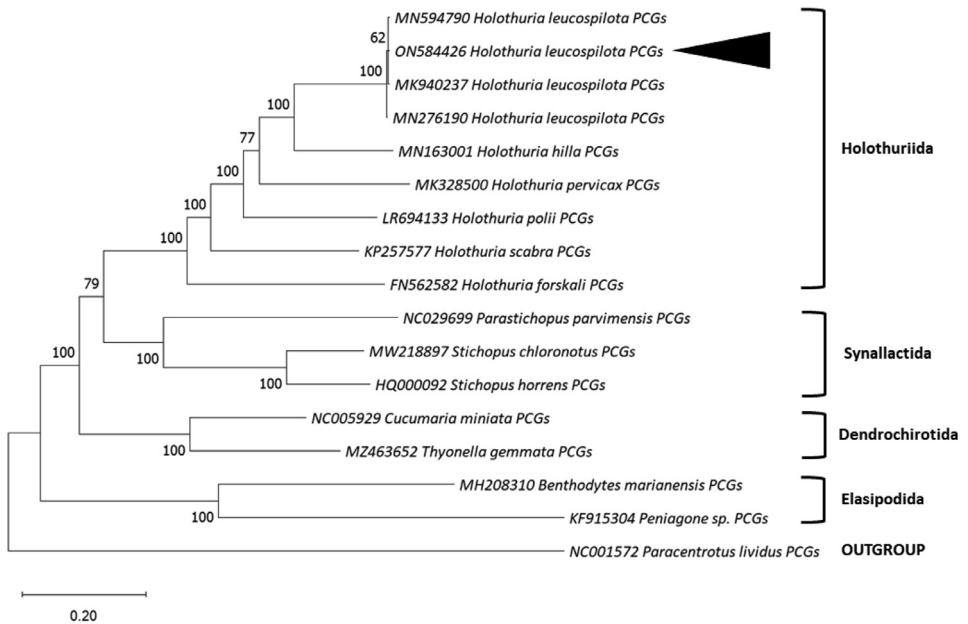 MN594790 Holothuria leucospilota PCGs
62
ON584426 Holothuria leucospilota PCGs
100
MK940237 Holothuria leucospilota PCGs
100
MN276190 Holothuria leucospilota PCGs
77
Holothuriida
MN163001 Holothuria hilla PCGs
100
MK328500 Holothuria pervicax PCGs
100
LR694133 Holothuria polii PCGs
100
KP257577 Holothuria scabra PCGs
79
FN562582 Holothuria forskali PCGs
NC029699 Parastichopus parvimensis PCGs
100
100
MW218897 Stichopus chloronotus PCGs
Synallactida
100
HQ000092 Stichopus horrens PCGs
NC005929 Cucumaria miniata PCGs
Dendrochirotida
100
MZ463652 Thyonella gemmata PCGs
MH208310 Benthodytes marianensis PCGs
Elasipodida
100
KF915304 Peniagone sp. PCGs
NC001572 Paracentrotus lividus PCGs
OUTGROUP
0.20